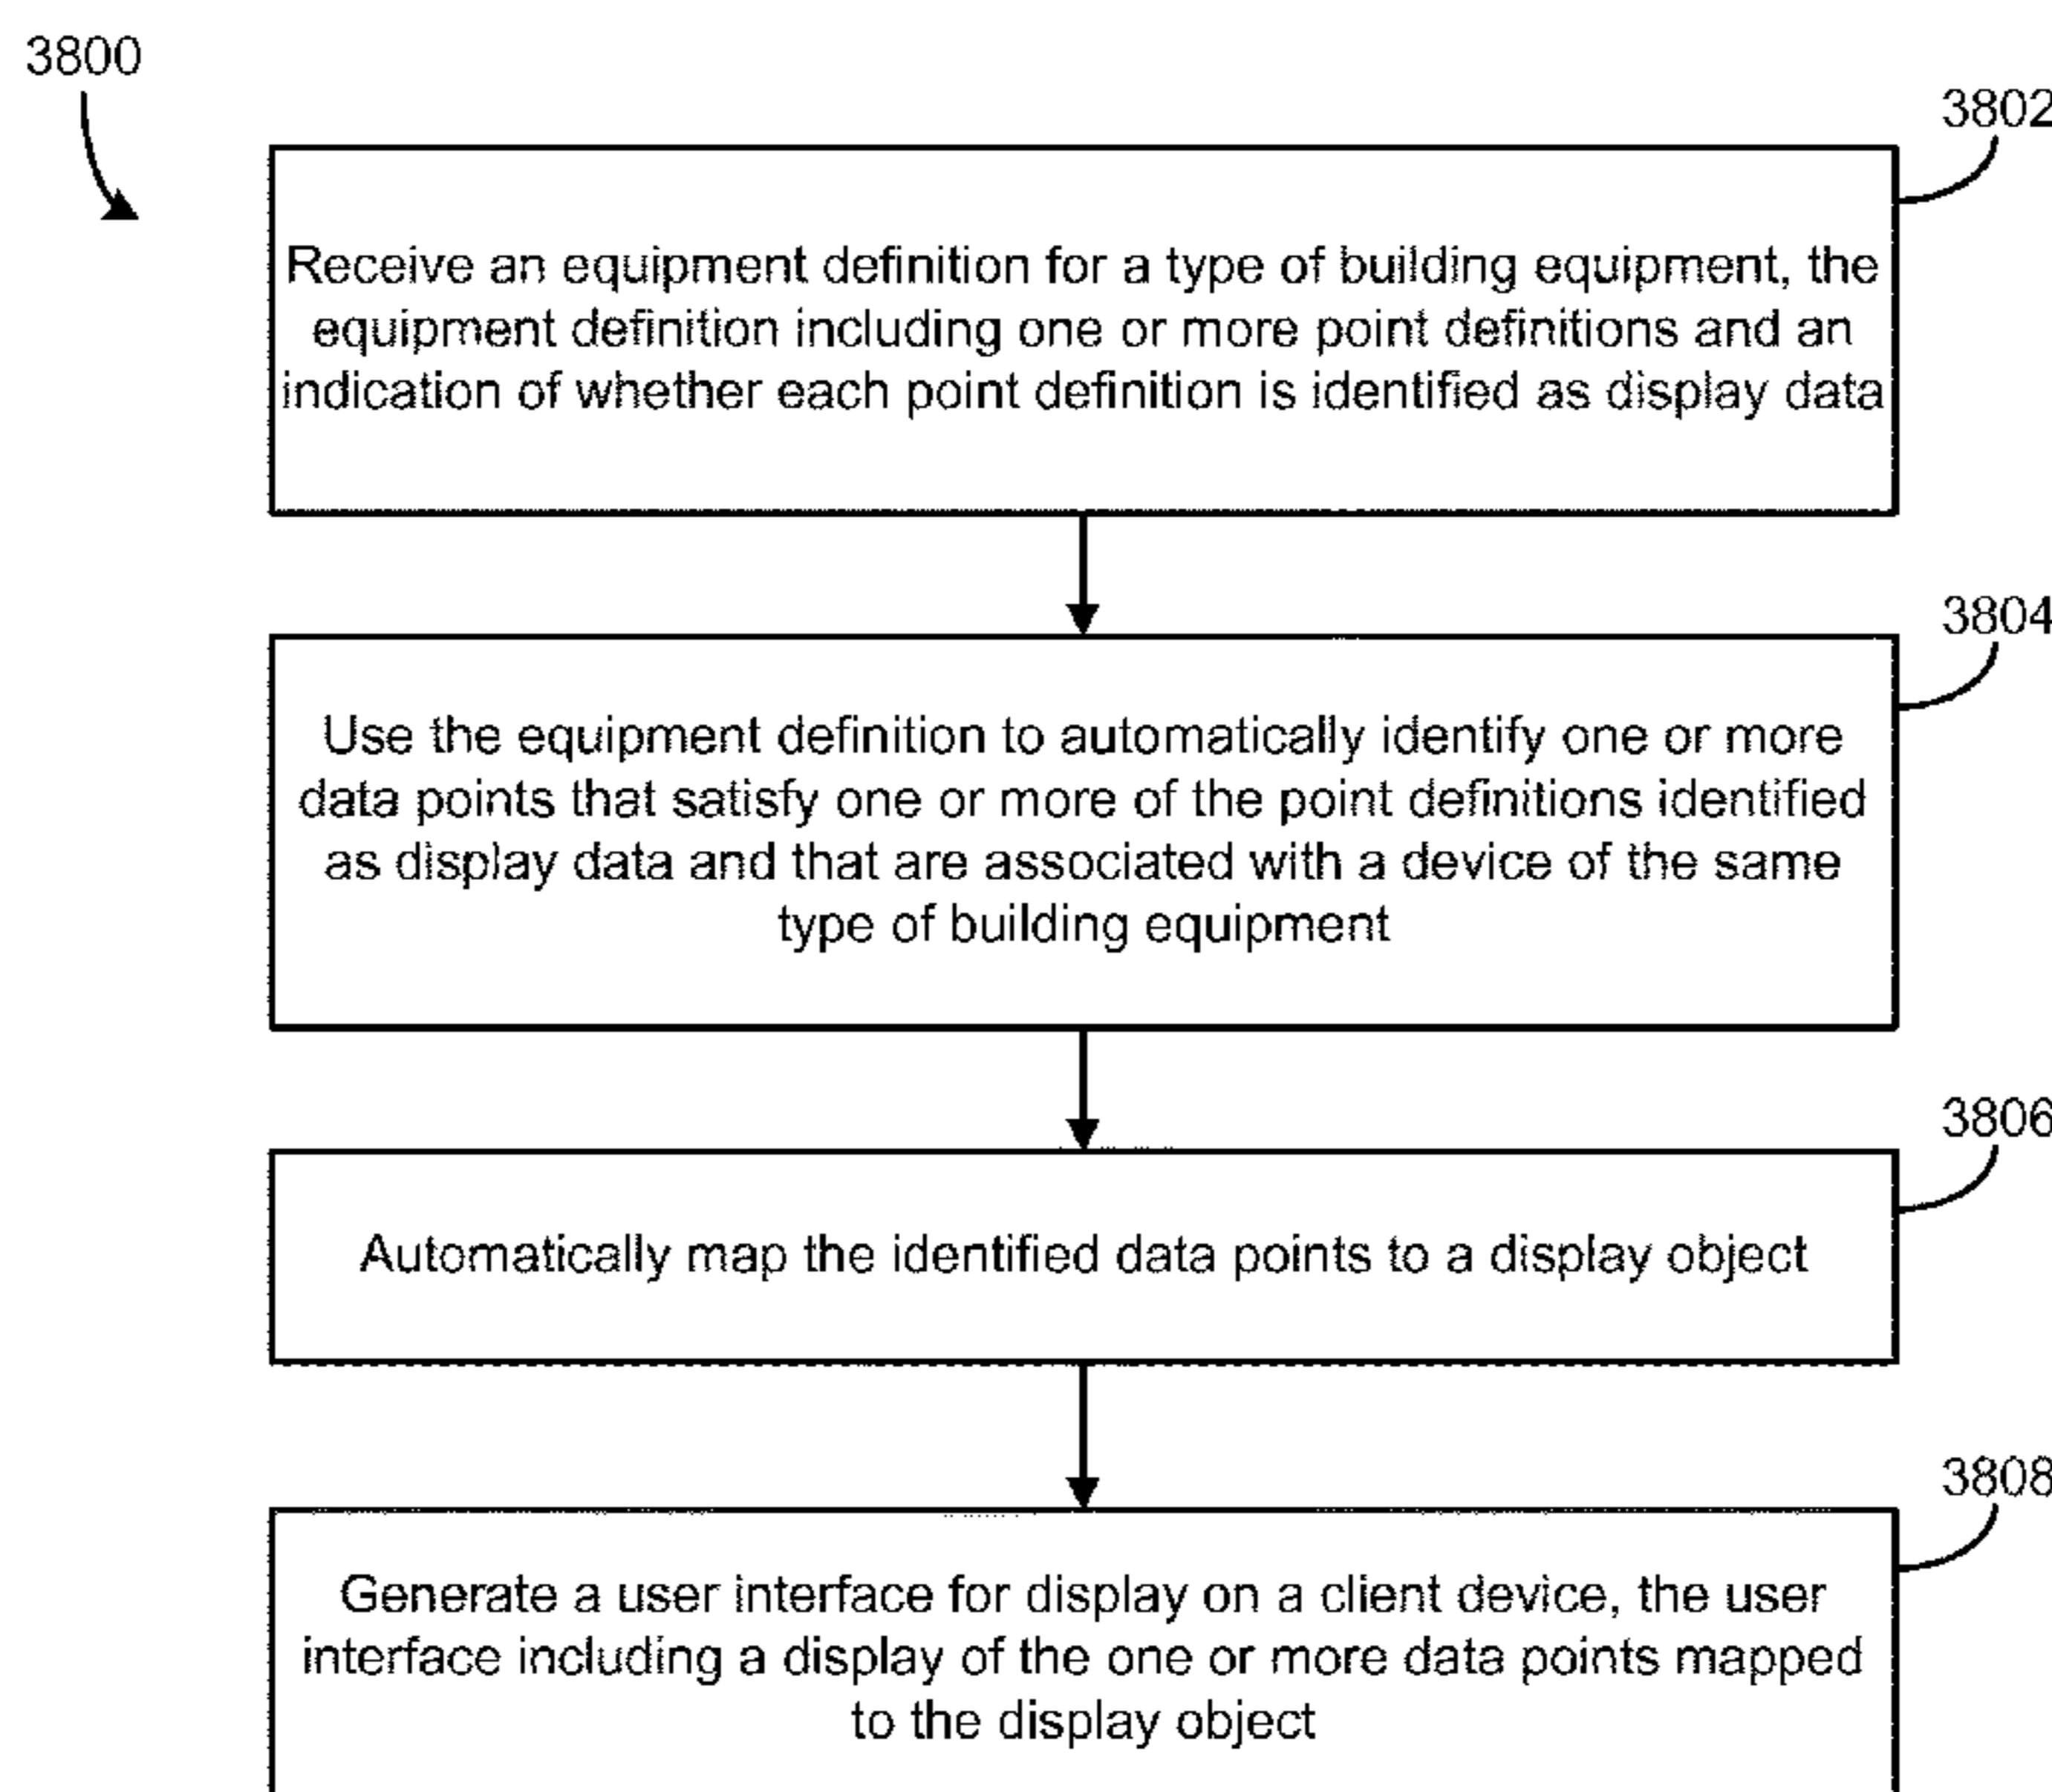 3800
3802
Receive an equipment definition for a type of building equipment, the
equipment definition including one or more point definitions and an
indication of whether each point definition is identified as display data
3804
Use the equipment definition to automatically identify one or more
data points that satisfy one or more of the point definitions identified
as display data and that are associated with a device of the same
type of building equipment
3806
Automatically map the identified data points to a display object
3808
Generate a user interface for display on a client device, the user
interface including a display of the one or more data points mapped
to the display object